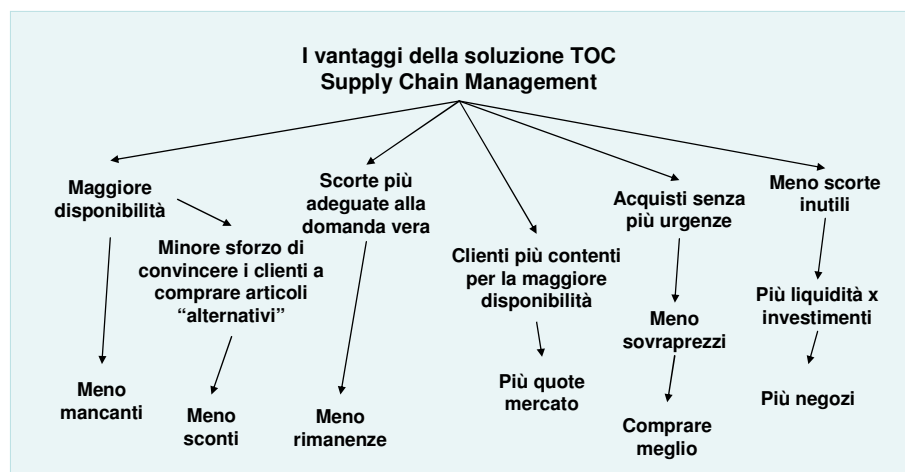 I vantaggi della soluzione TOC
Supply Chain Management
Maggiore
disponibilità
Minore sforzo di
convincere i clienti a
comprare articoli
“alternativi”
Meno
mancanti
Meno
sconti
Scorte più
adeguate alla
domanda vera
Meno
rimanenze
Clienti più contenti
per la maggiore
disponibilità
Più quote
mercato
Acquisti senza
più urgenze
Meno
sovraprezzi
Comprare
meglio
Meno scorte
inutili
Più liquidità x
investimenti
Più negozi